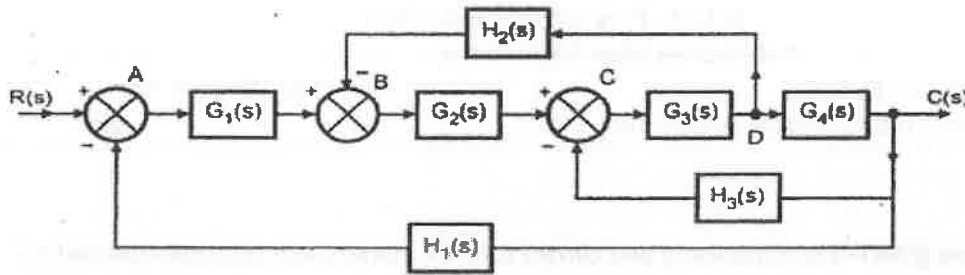 H₂(s)
A
B
C
R(s)
G₁(s)
G₂(s)
G₃(s)
D
G₄(s)
C(s)
H₃(s)
H₁(s)
+
−
−
+
+
−